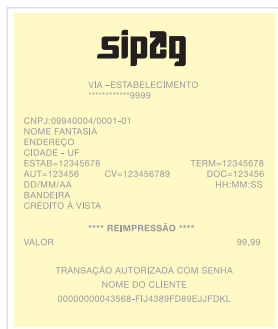 sipag
VIA –ESTABELECIMENTO
************9999
CNPJ:09940004/0001-01
NOME FANTASIA
ENDEREÇO
CIDADE - UF
ESTAB=12345678 TERM=12345678
AUT=123456 CV=123456789 DOC=123456
DD/MM/AA HH:MM:SS
BANDEIRA
CRÉDITO À VISTA
**** REIMPRESSÃO ****
VALOR 99,99
TRANSAÇÃO AUTORIZADA COM SENHA
NOME DO CLIENTE
00000000043568-FIJ4389FD89EJJFDKL